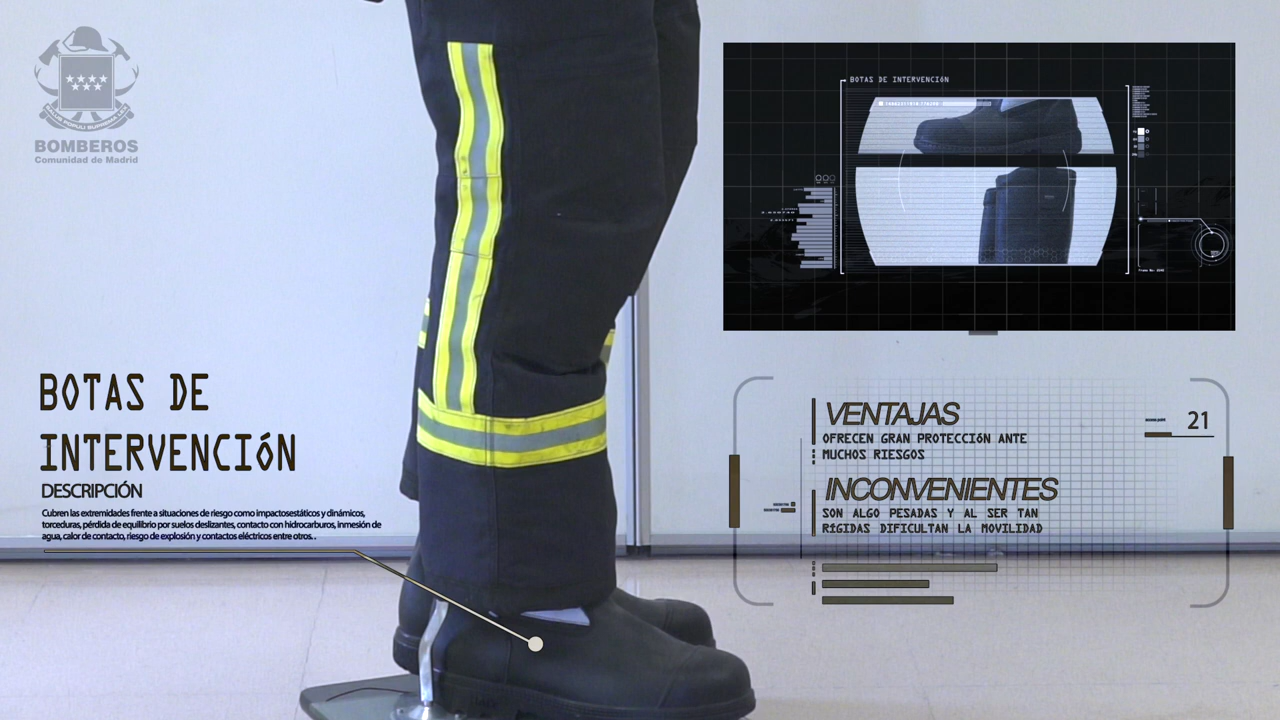 BOMBEROS
Comunidad de Madrid
BOTAS DE
INTERVENCIÓN
DESCRIPCIÓN
Cubren las extremidades frente a situaciones de riesgo como impactosestáticos y dinámicos,
torceduras, pérdida de equilibrio por suelos deslizantes, contacto con hidrocarburos, inmesión de
agua, calor de contacto, riesgo de explosión y contactos eléctricos entre otros. .
BOTAS DE INTERVENCIÓN
VENTAJAS
OFRECEN GRAN PROTECCIÓN ANTE
MUCHOS RIESGOS
21
INCONVENIENTES
SON ALGO PESADAS Y AL SER TAN
RÍGIDAS DIFICULTAN LA MOVILIDAD